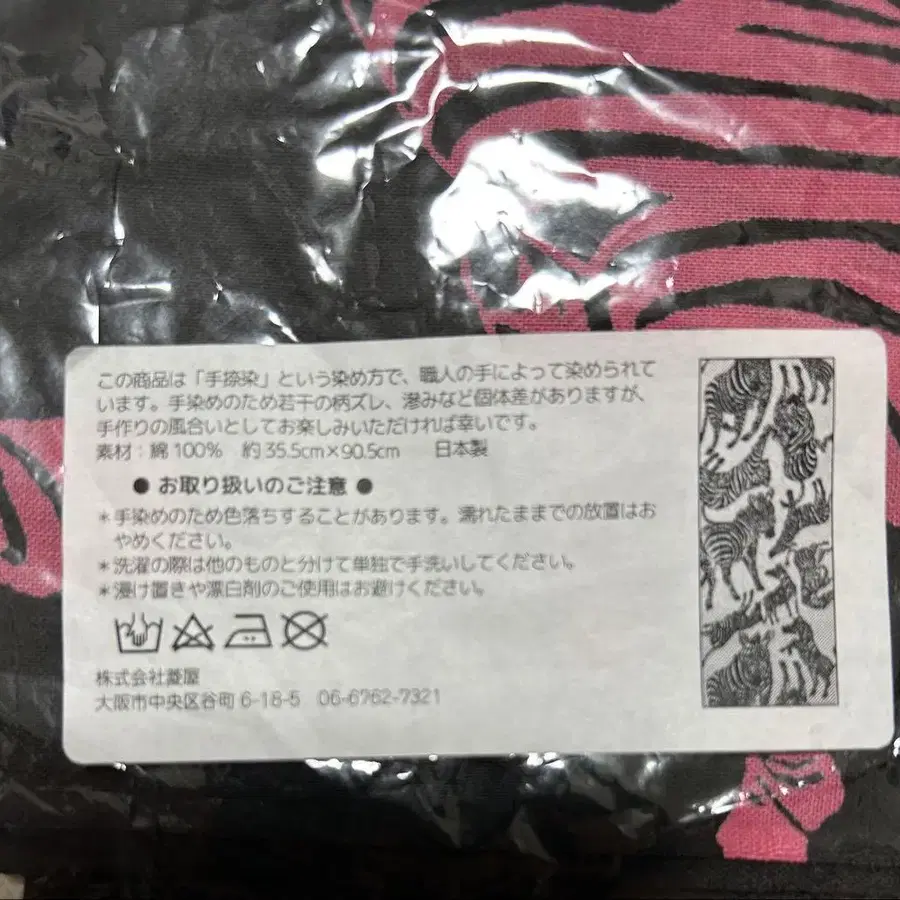 この商品は「手捺染」という染め方で、職人の手によって染められて
います。手染めのため若干の柄ズレ、滲みなど個体差がありますが、
手作りの風合いとしてお楽しみいただければ幸いです。
素材：綿100% 約35.5cm×90.5cm 日本製
● お取り扱いのご注意 ●
＊手染めのため色落ちすることがあります。濡れたままでの放置はお
やめください。
＊洗濯の際は他のものと分けて単独で手洗いしてください。
＊浸け置きや漂白剤のご使用はお避けください。
株式会社菱屋
大阪市中央区谷町6-18-5 06-6762-7321